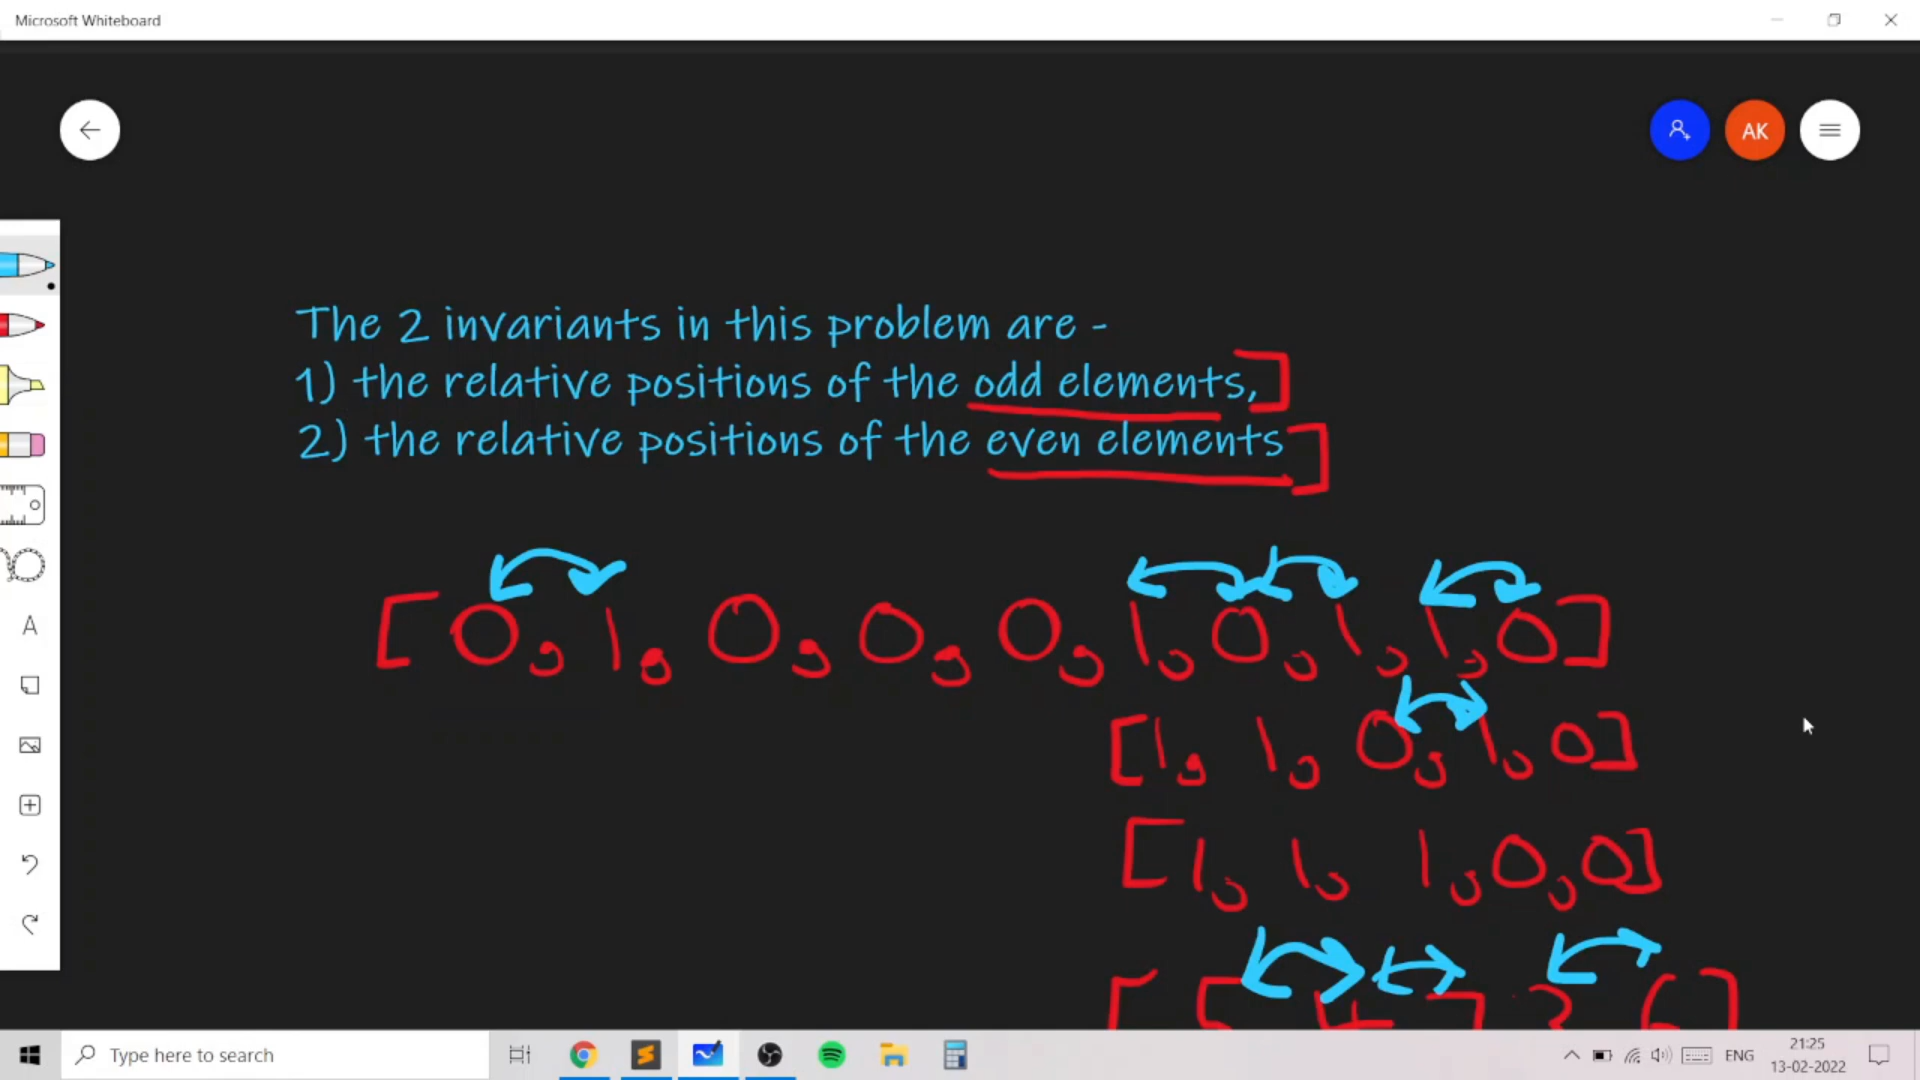 Microsoft Whiteboard
AK
The 2 invariants in this problem are -
1) the relative positions of the odd elements,
2) the relative positions of the even elements
[0, 1, 0, 0, 0, 1, 0, 1, 1, 0]
[1, 1, 0, 1, 0]
[1, 1, 1, 0, 0]
A
Type here to search
ENG
21:25
13-02-2022